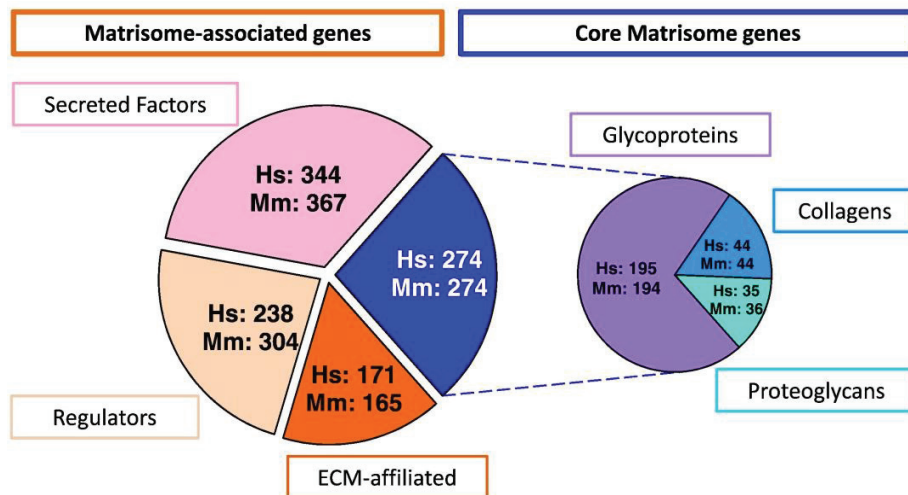 Matrisome-associated genes
Core Matrisome genes
Secreted Factors
Glycoproteins
Hs: 344
Mm: 367
Collagens
Hs: 274
Mm: 274
Hs: 195
Mm: 194
Hs: 44
Mm: 44
Hs: 35
Mm: 36
Hs: 238
Mm: 304
Hs: 171
Mm: 165
Proteoglycans
Regulators
ECM-affiliated